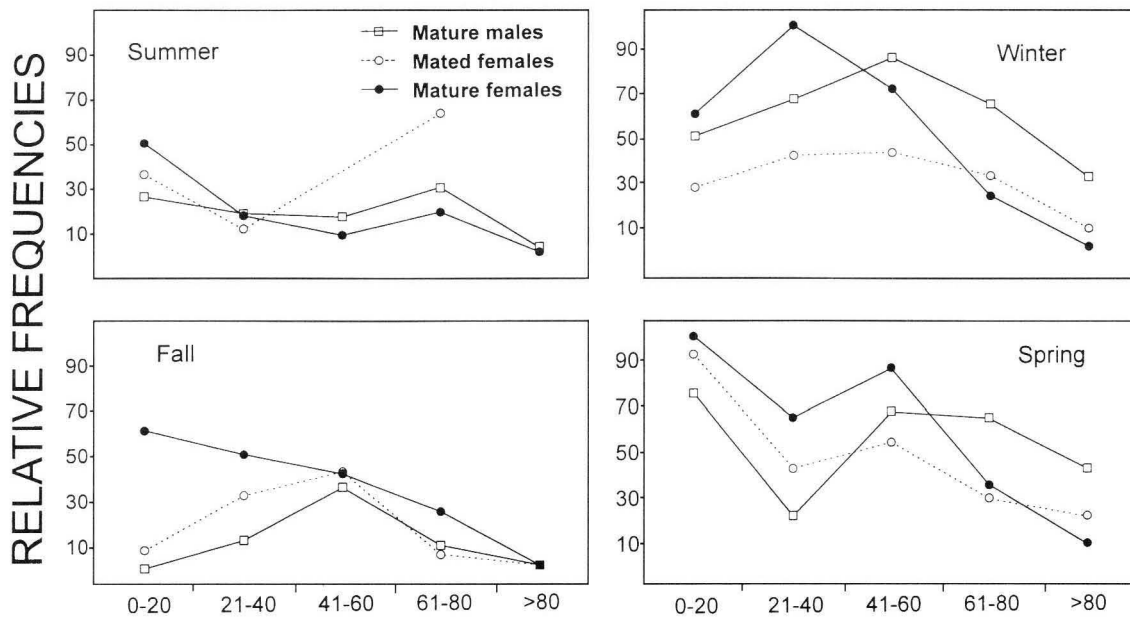 RELATIVE FREQUENCIES
Summer
Mature males
Mated females
Mature females
90
70
50
30
10
Winter
90
70
50
30
10
Fall
90
70
50
30
10
0-20 21-40 41-60 61-80 >80
Spring
90
70
50
30
10
0-20 21-40 41-60 61-80 >80